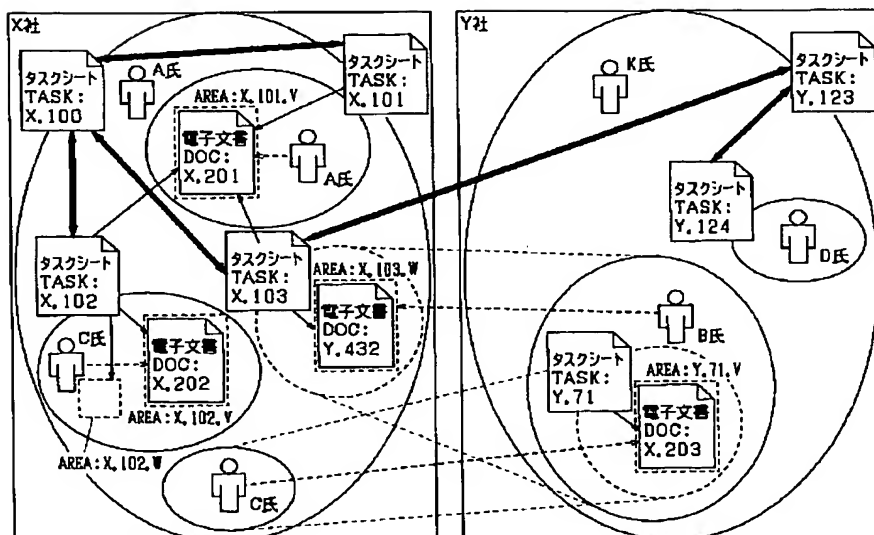 X社
Y社
タスクシート
TASK:
X.100
A氏
タスクシート
TASK:
X.101
AREA:X.101.V
電子文書
DOC:
X.201
A氏
タスクシート
TASK:
X.102
タスクシート
TASK:
X.103
AREA:X.103.W
電子文書
DOC:
Y.432
C氏
電子文書
DOC:
X.202
AREA:X.102.V
AREA:X.102.W
C氏
K氏
タスクシート
TASK:
Y.123
タスクシート
TASK:
Y.124
D氏
B氏
タスクシート
TASK:
Y.71
AREA:Y.71.V
電子文書
DOC:
X.203